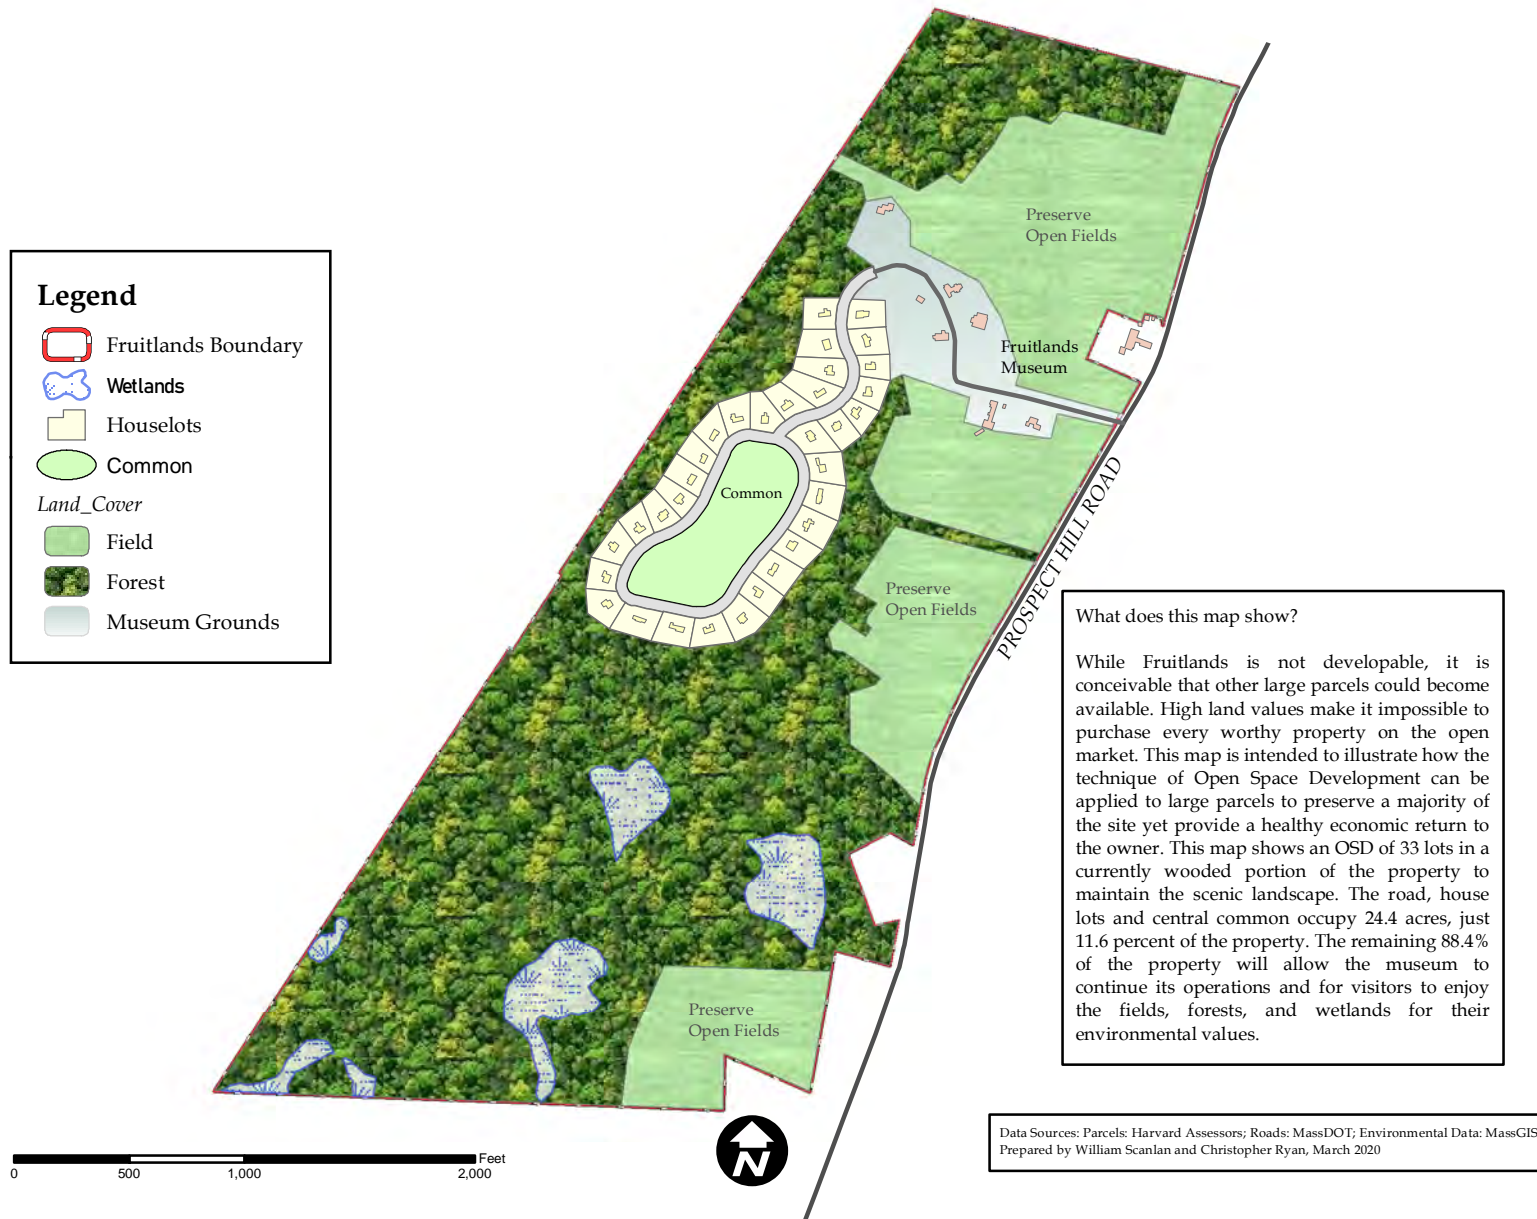 Preserve
Open Fields
Legend
Fruitlands Boundary
Wetlands
Houselots
Common
Land_Cover
Field
Forest
Museum Grounds
Fruitlands
Museum
Common
Preserve
Open Fields
PROSPECT HILL ROAD
What does this map show?
While Fruitlands is not developable, it is
conceivable that other large parcels could become
available. High land values make it impossible to
purchase every worthy property on the open
market. This map is intended to illustrate how the
technique of Open Space Development can be
applied to large parcels to preserve a majority of
the site yet provide a healthy economic return to
the owner. This map shows an OSD of 33 lots in a
currently wooded portion of the property to
maintain the scenic landscape. The road, house
lots and central common occupy 24.4 acres, just
11.6 percent of the property. The remaining 88.4%
of the property will allow the museum to
continue its operations and for visitors to enjoy
the fields, forests, and wetlands for their
environmental values.
Preserve
Open Fields
N
Feet
0 500 1,000 2,000
Data Sources: Parcels: Harvard Assessors; Roads: MassDOT; Environmental Data: MassGIS
Prepared by William Scanlan and Christopher Ryan, March 2020